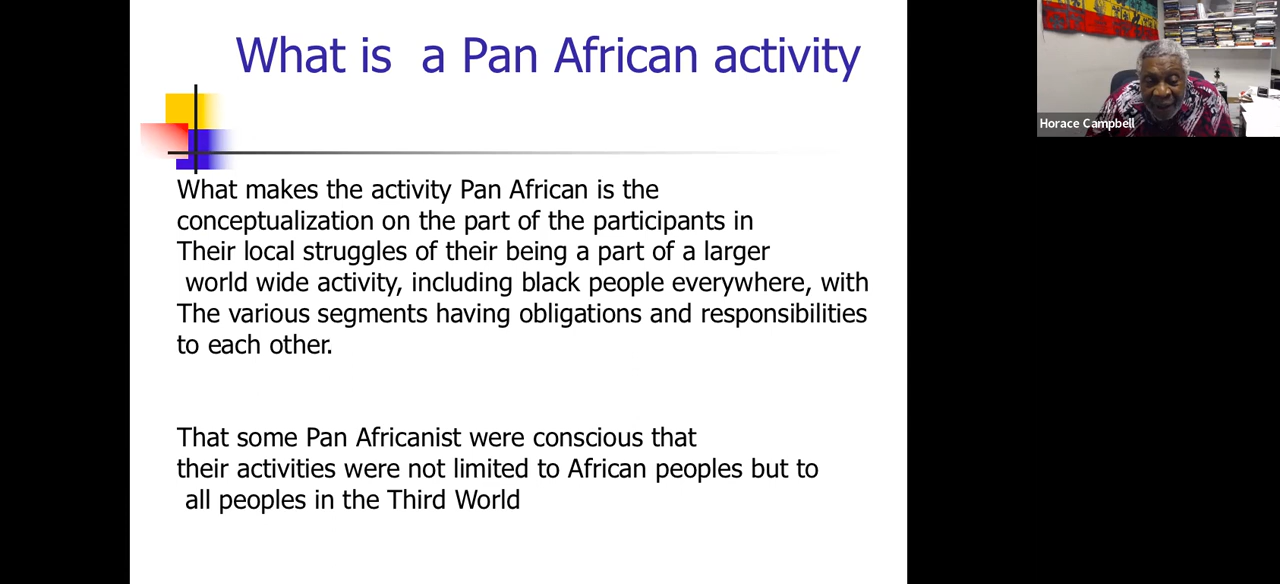 What is  a Pan African activity
What makes the activity Pan African is the
conceptualization on the part of the participants in
Their local struggles of their being a part of a larger
world wide activity, including black people everywhere, with
The various segments having obligations and responsibilities
to each other.
That some Pan Africanist were conscious that
their activities were not limited to African peoples but to
all peoples in the Third World
Horace Campbell